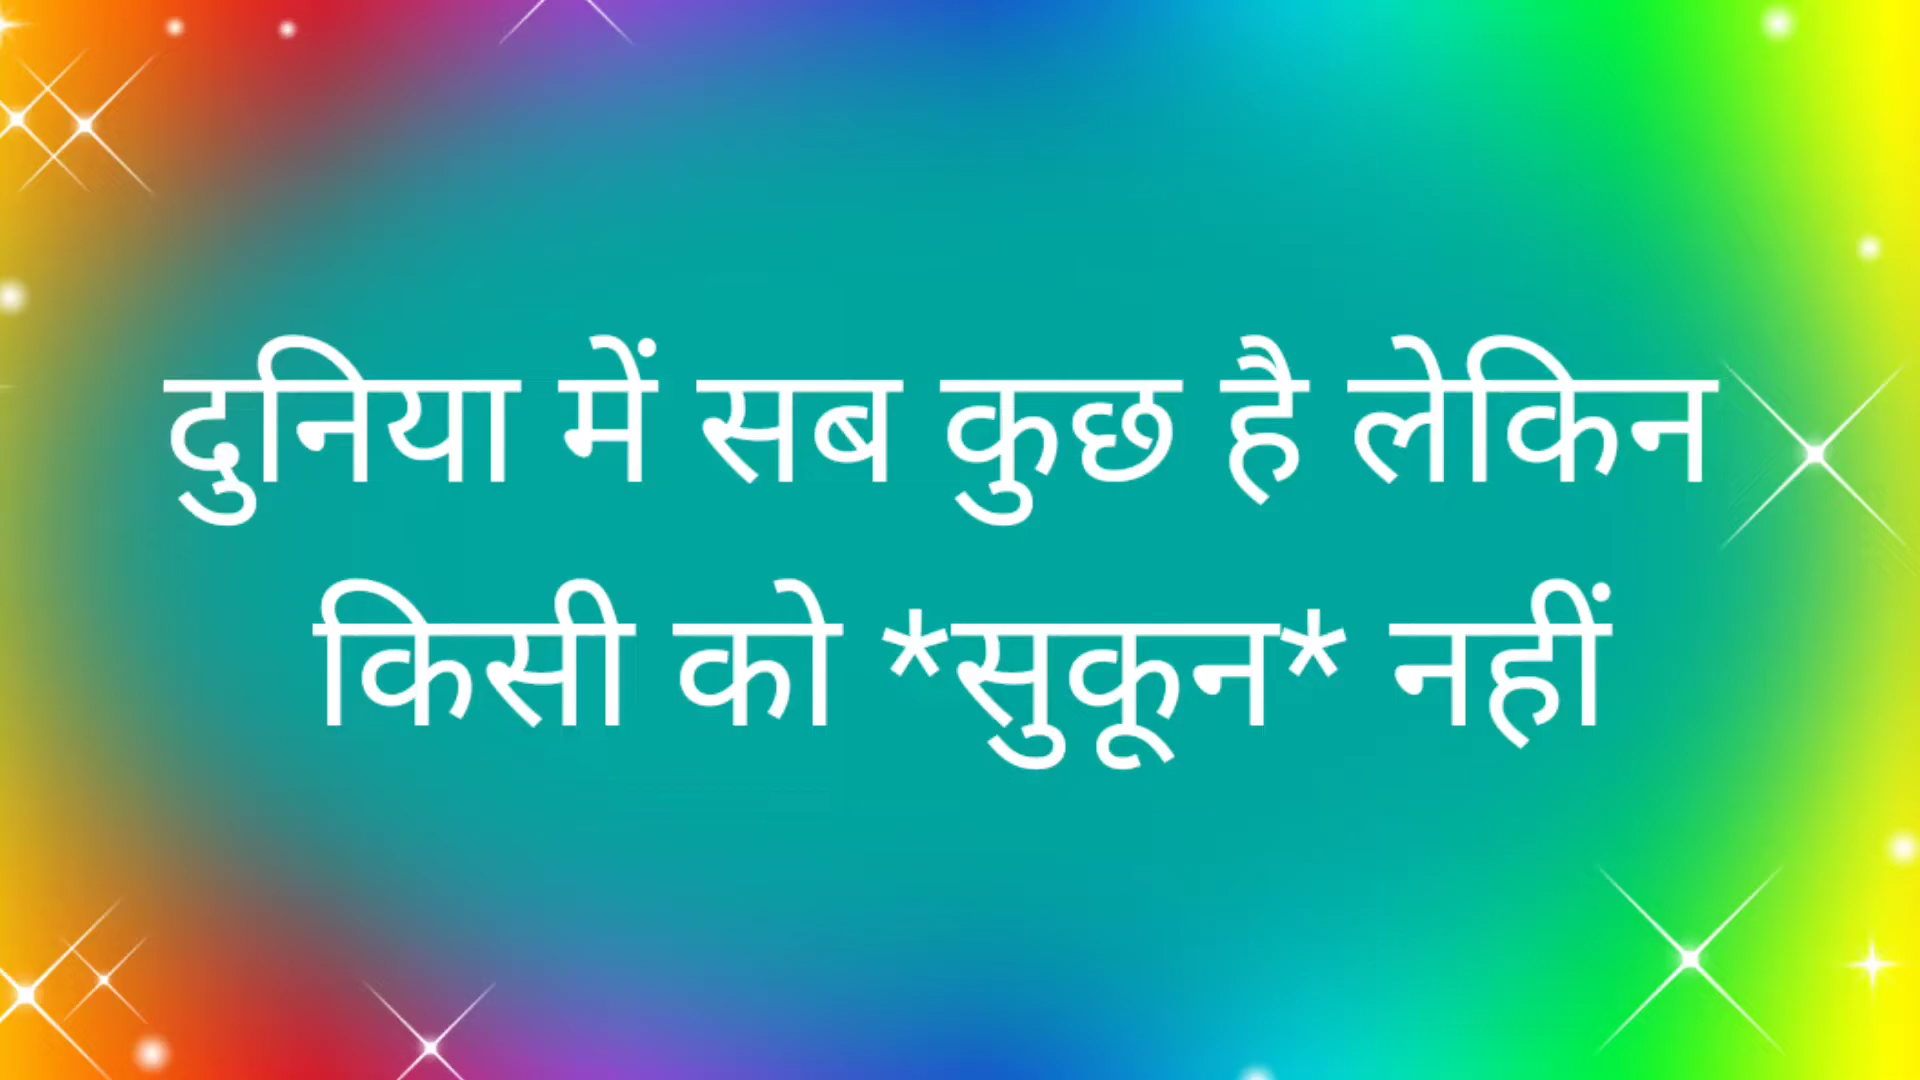 दुनिया में सब कुछ है लेकिन
किसी को *सुकून* नहीं